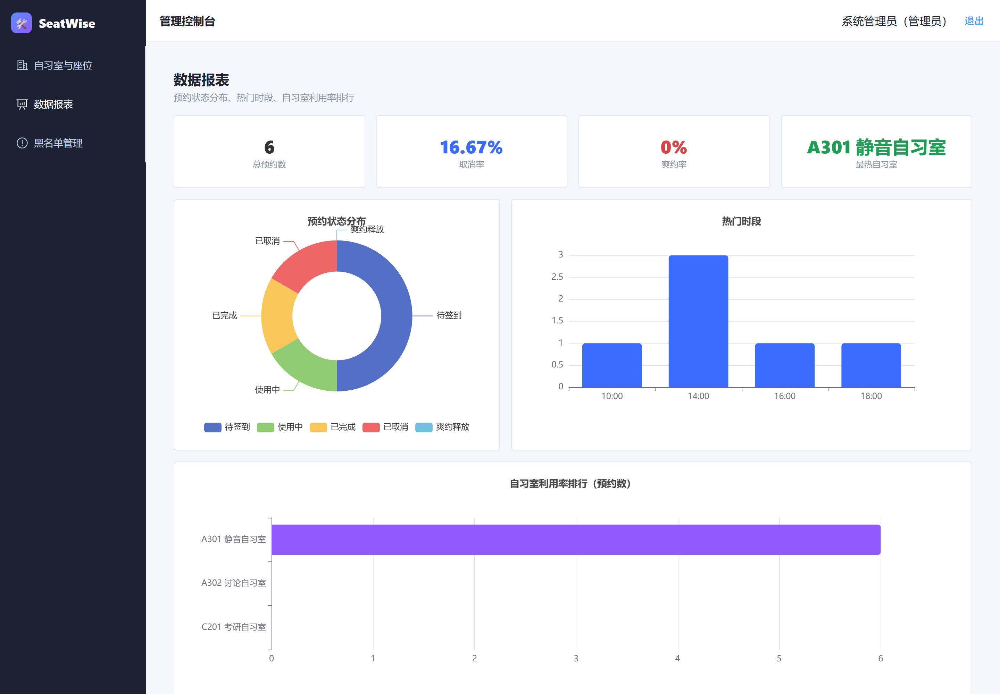 SeatWise
自习室与座位
数据报表
黑名单管理
管理控制台
系统管理员（管理员）
退出
数据报表
预约状态分布、热门时段、自习室利用率排行
6
总预约数
16.67%
取消率
0%
爽约率
A301 静音自习室
最热自习室
预约状态分布
爽约释放
已取消
已完成
待签到
使用中
待签到 使用中 已完成 已取消 爽约释放
热门时段
3
2.5
2
1.5
1
0.5
0
10:00 14:00 16:00 18:00
自习室利用率排行（预约数）
A301 静音自习室
A302 讨论自习室
C201 考研自习室
0 1 2 3 4 5 6